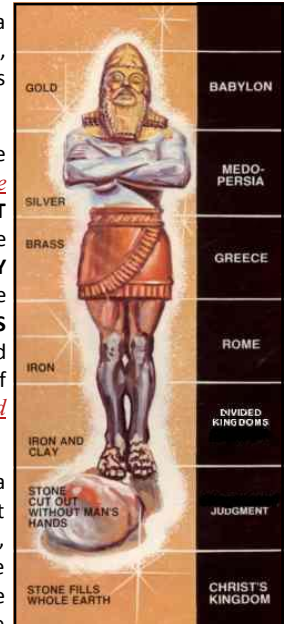 GOLD
BABYLON
SILVER
MEDO-
PERSIA
BRASS
GREECE
IRON
ROME
IRON AND
CLAY
DIVIDED
KINGDOMS
STONE
CUT OUT
WITHOUT MAN'S
HANDS
JUDGMENT
STONE FILLS
WHOLE EARTH
CHRIST'S
KINGDOM